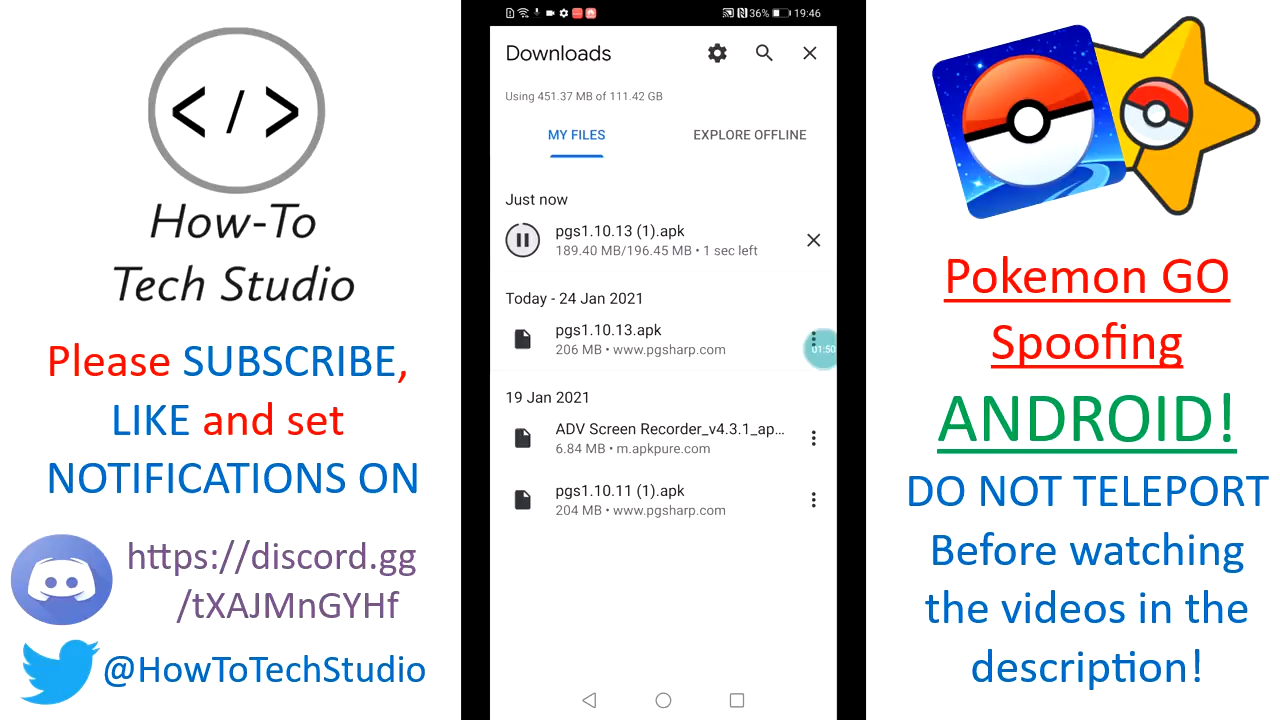 </>
How-To
Tech Studio
Please SUBSCRIBE,
LIKE and set
NOTIFICATIONS ON
https://discord.gg
/tXAJMnGYHf
@HowToTechStudio
36% 19:46
Downloads
Using 451.37 MB of 111.42 GB
MY FILES EXPLORE OFFLINE
Just now
pgs1.10.13 (1).apk
189.40 MB/196.45 MB • 1 sec left
Today - 24 Jan 2021
pgs1.10.13.apk
206 MB • www.pgsharp.com
01:50
19 Jan 2021
ADV Screen Recorder_v4.3.1_ap...
6.84 MB • m.apkpure.com
pgs1.10.11 (1).apk
204 MB • www.pgsharp.com
Pokemon GO
Spoofing
ANDROID!
DO NOT TELEPORT
Before watching
the videos in the
description!